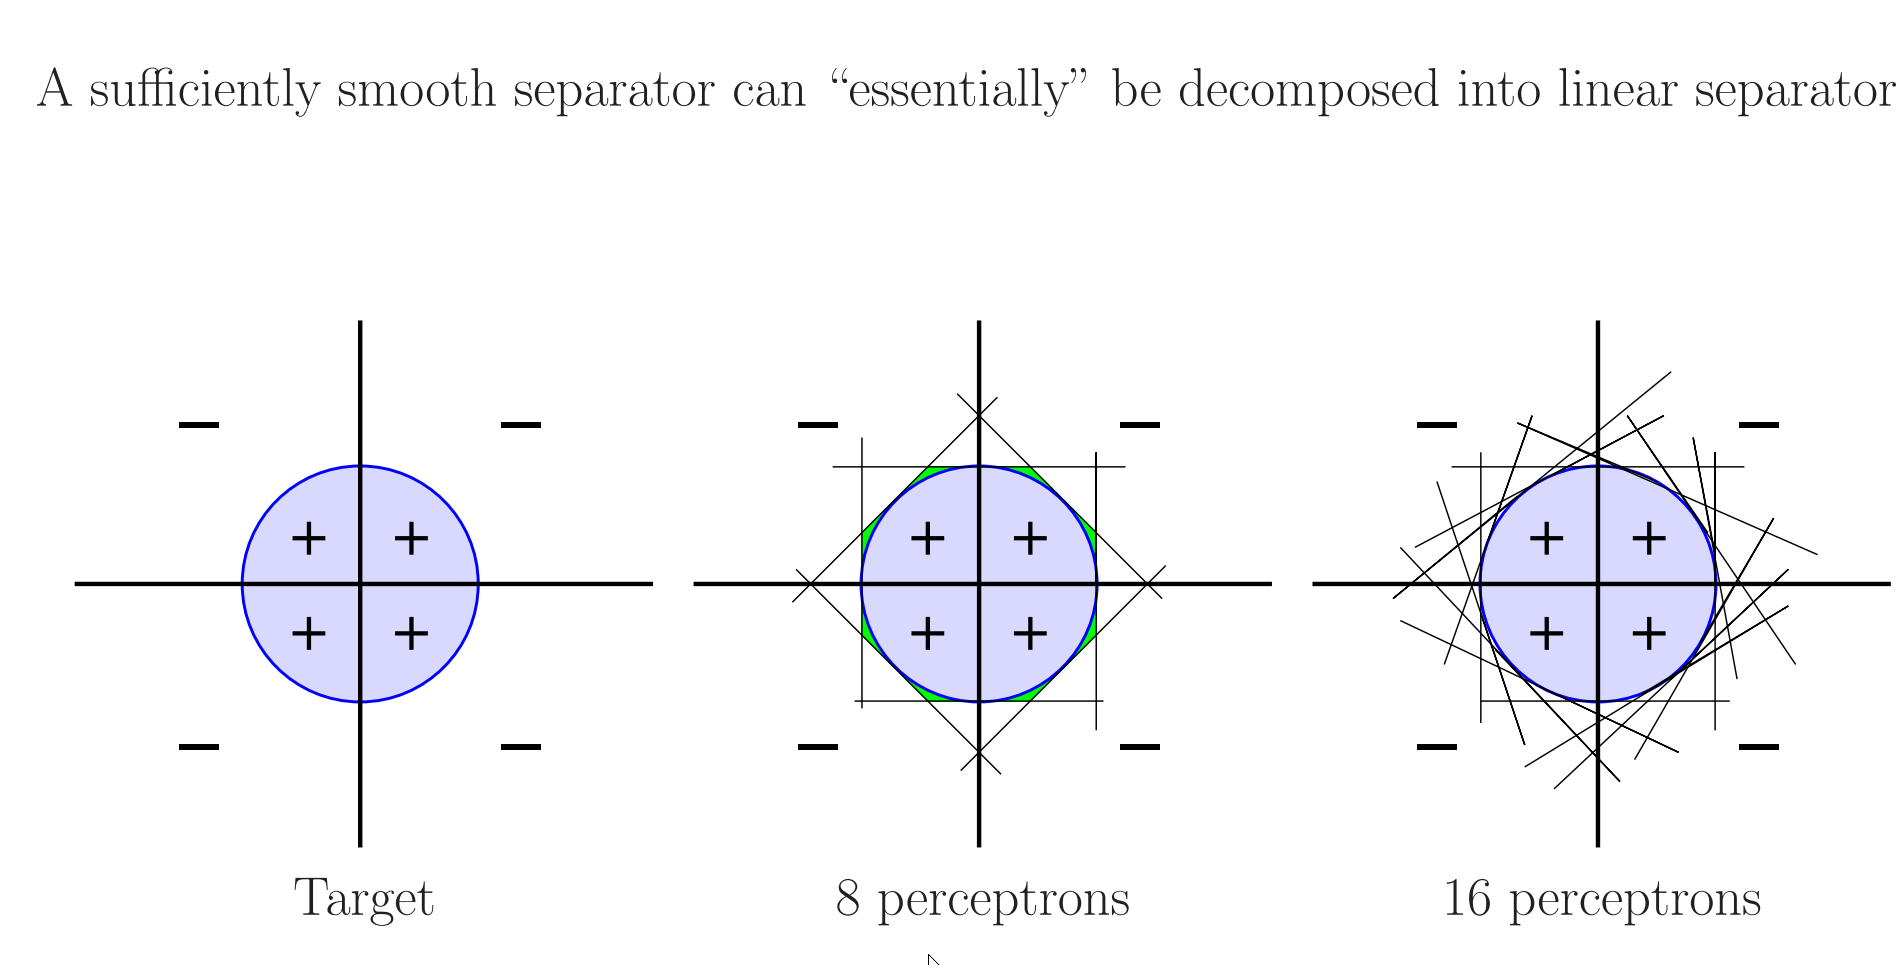 A sufficiently smooth separator can “essentially” be decomposed into linear separator
− − − − − −
+ + + + + +
+ + + + + +
− − − − − −
Target 8 perceptrons 16 perceptrons